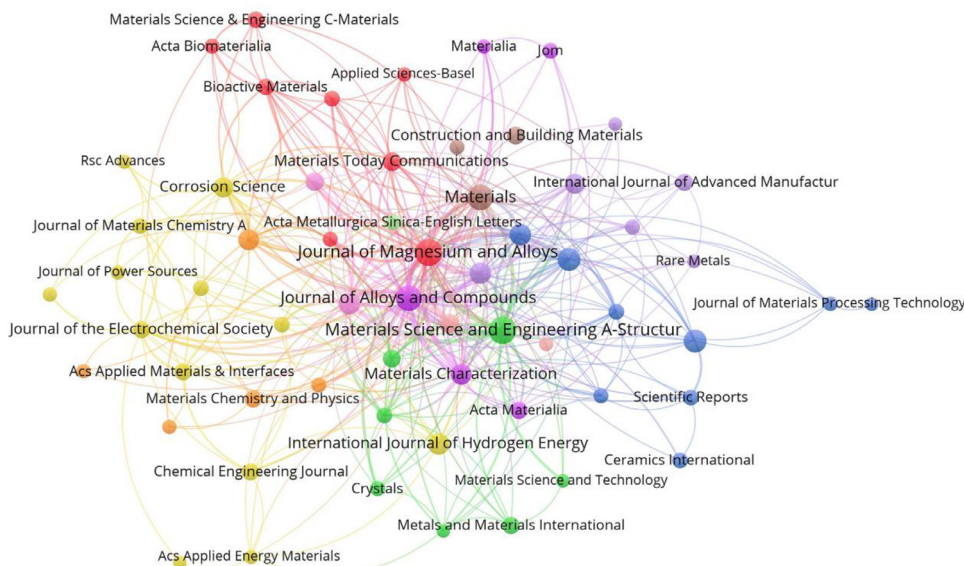 Materials Science & Engineering C-Materials
Acta Biomaterialia
Materialia
Jom
Bioactive Materials
Applied Sciences-Basel
Construction and Building Materials
Rsc Advances
Materials Today Communications
Corrosion Science
Materials
International Journal of Advanced Manufactur
Journal of Materials Chemistry A
Acta Metallurgica Sinica-English Letters
Journal of Magnesium and Alloys
Rare Metals
Journal of Power Sources
Journal of Alloys and Compounds
Journal of Materials Processing Technology
Journal of the Electrochemical Society
Materials Science and Engineering A-Structur
Acs Applied Materials & Interfaces
Materials Characterization
Materials Chemistry and Physics
Acta Materialia
Scientific Reports
International Journal of Hydrogen Energy
Ceramics International
Chemical Engineering Journal
Crystals
Materials Science and Technology
Metals and Materials International
Acs Applied Energy Materials